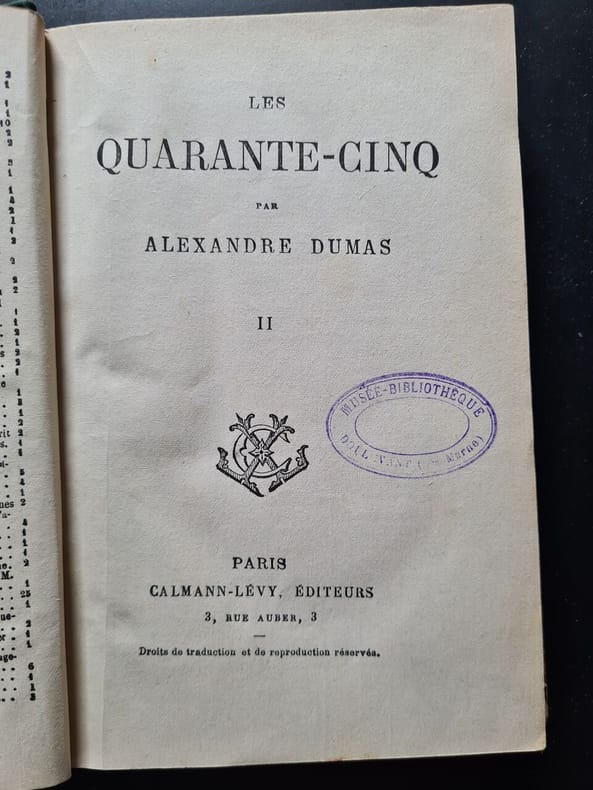 LES
QUARANTE-CINQ
PAR
ALEXANDRE DUMAS
II
MUSÉE-BIBLIOTHÈQUE
Marne)
PARIS
CALMANN-LÉVY, ÉDITEURS
3, RUE AUBER, 3
Droits de traduction et de reproduction réservés.